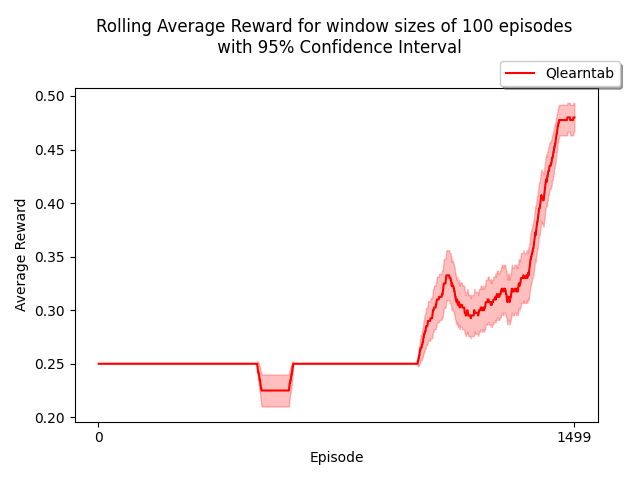 Rolling Average Reward for window sizes of 100 episodes
with 95% Confidence Interval
Qlearntab
0.50
0.45
0.40
0.35
0.30
0.25
0.20
Average Reward
0 1499
Episode